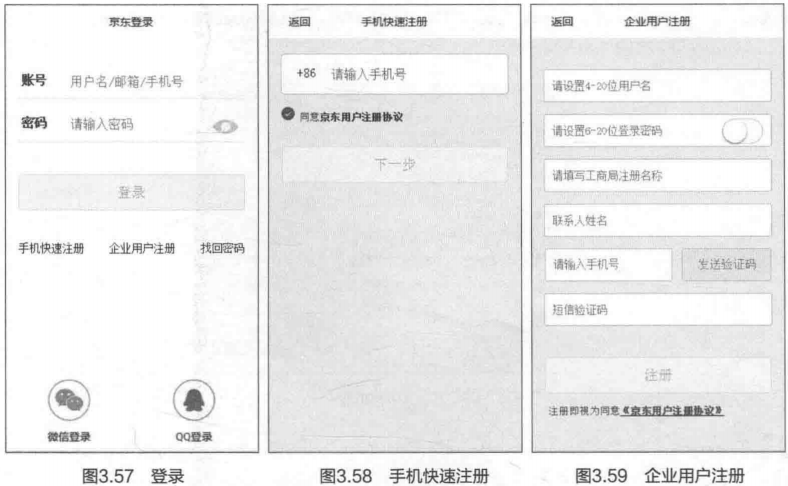 京东登录
账号 用户名/邮箱/手机号
密码 请输入密码
登录
手机快速注册 企业用户注册 找回密码
微信登录 QQ登录
图3.57 登录
返回 手机快速注册
+86 请输入手机号
同意京东用户注册协议
下一步
图3.58 手机快速注册
返回 企业用户注册
请设置4-20位用户名
请设置6-20位登录密码
请填写工商局注册名称
联系人姓名
请输入手机号 发送验证码
短信验证码
注册
注册即视为同意《京东用户注册协议》
图3.59 企业用户注册